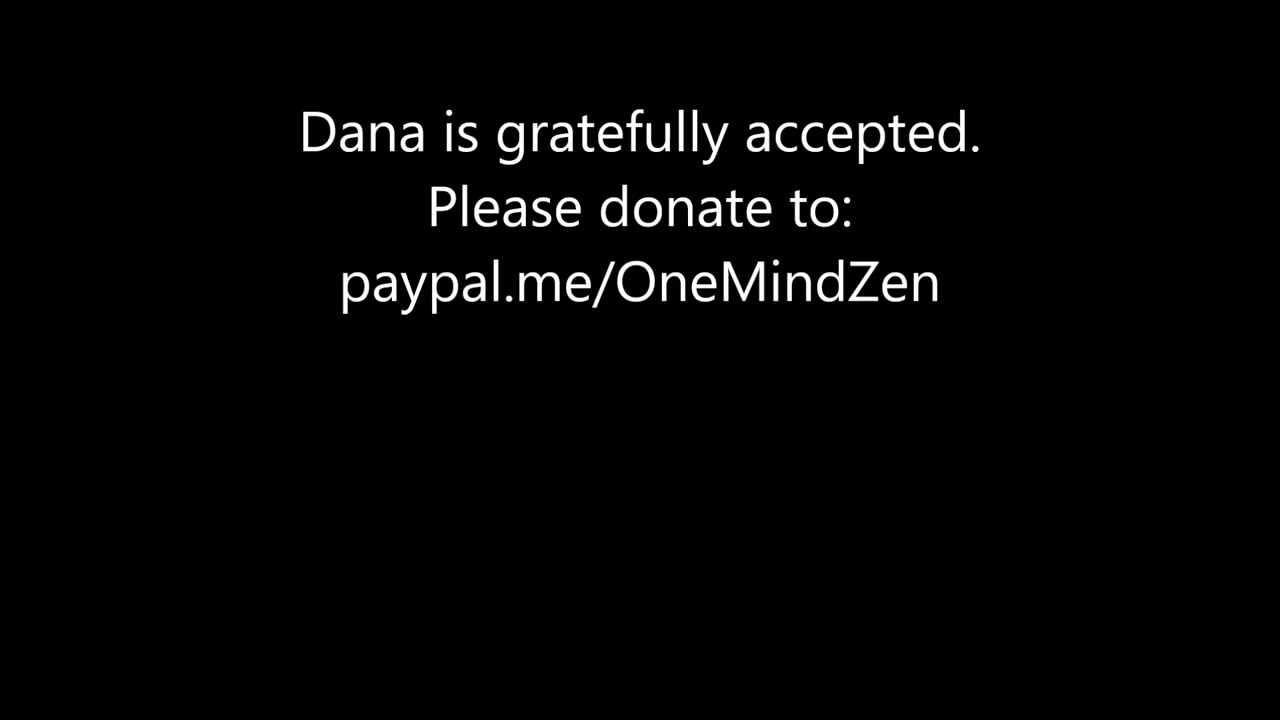 Dana is gratefully accepted.
Please donate to:
paypal.me/OneMindZen